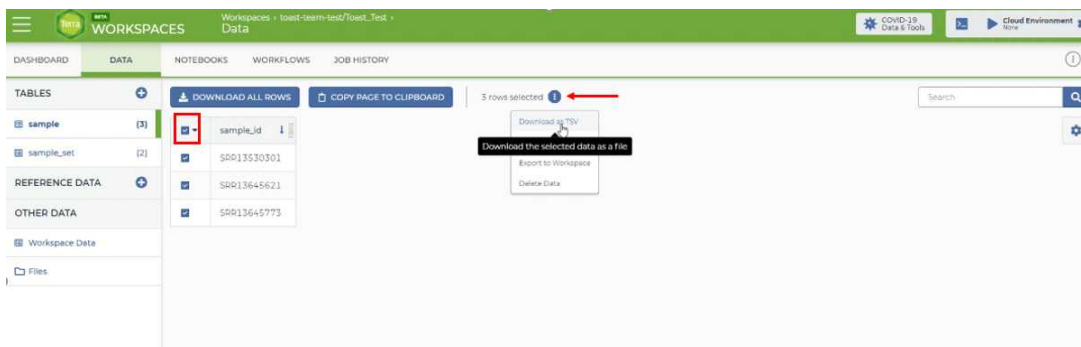 Terra
BETA
WORKSPACES
Workspaces › toast-team-test/Toast_Test ›
Data
COVID-19
Data & Tools
Cloud Environment
None
DASHBOARD DATA NOTEBOOKS WORKFLOWS JOB HISTORY
TABLES
DOWNLOAD ALL ROWS COPY PAGE TO CLIPBOARD 3 rows selected Search
sample (3)
sample_id
Download as TSV
Download the selected data as a file
sample_set (2)
SRR13530301
Export to Workspace
REFERENCE DATA
SRR13645621
Delete Data
OTHER DATA
SRR13645773
Workspace Data
Files